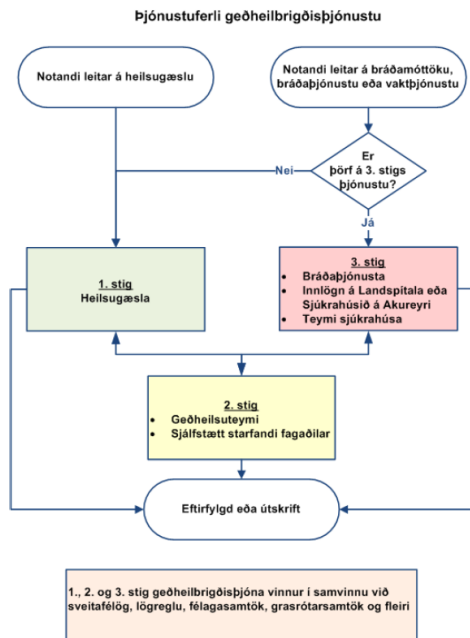 Þjónustuferli geðheilbrigðisþjónustu
Notandi leitar á heilsugæslu
Notandi leitar á bráðamóttöku,
bráðaþjónustu eða vaktþjónustu
Er
þörf á 3. stigs
þjónustu?
Nei
Já
1. stig
Heilsugæsla
3. stig
• Bráðaþjónusta
• Innlögn á Landspítala eða
Sjúkrahúsið á Akureyri
• Teymi sjúkrahúsa
2. stig
• Geðheilsuteymi
• Sjálfstætt starfandi fagaðilar
Eftirfylgd eða útskrift
1., 2. og 3. stig geðheilbrigðisþjóna vinnur í samvinnu við
sveitafélög, lögreglu, félagasamtök, grasrótarsamtök og fleiri